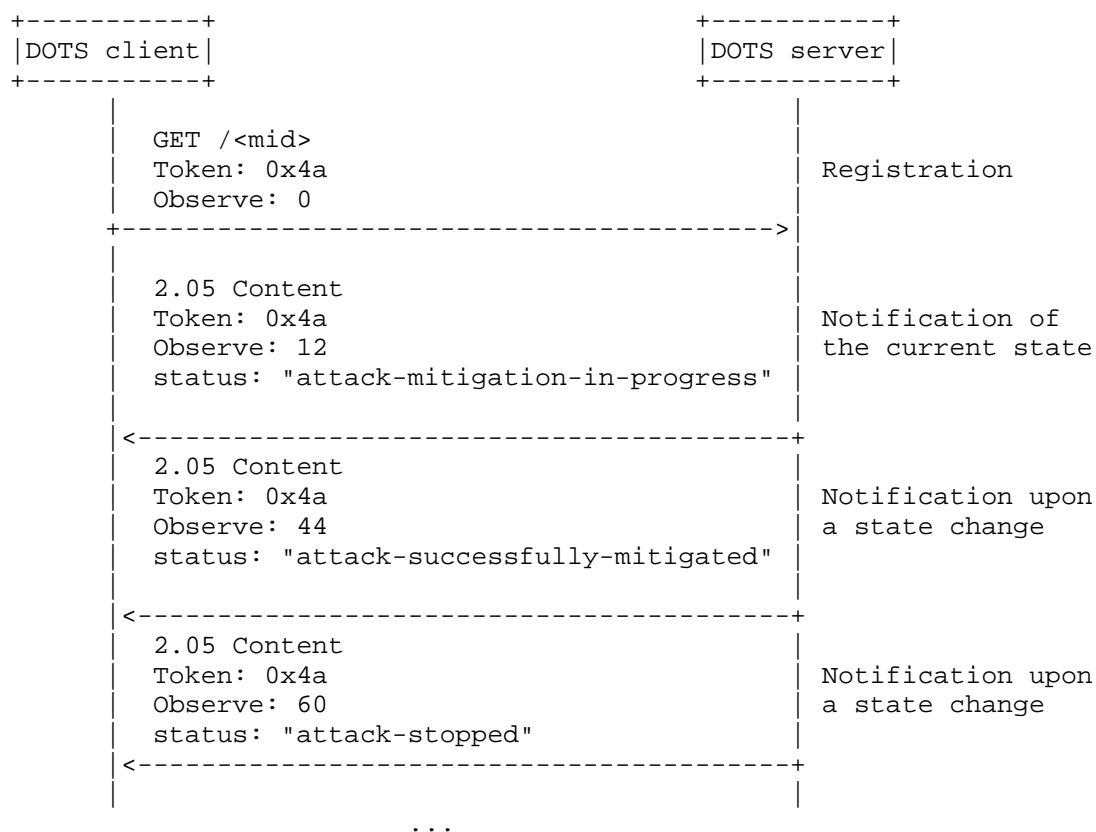 DOTS client DOTS server
GET /<mid>
Token: 0x4a Registration
Observe: 0
2.05 Content
Token: 0x4a Notification of
Observe: 12 the current state
status: "attack-mitigation-in-progress"
2.05 Content
Token: 0x4a Notification upon
Observe: 44 a state change
status: "attack-successfully-mitigated"
2.05 Content
Token: 0x4a Notification upon
Observe: 60 a state change
status: "attack-stopped"
...